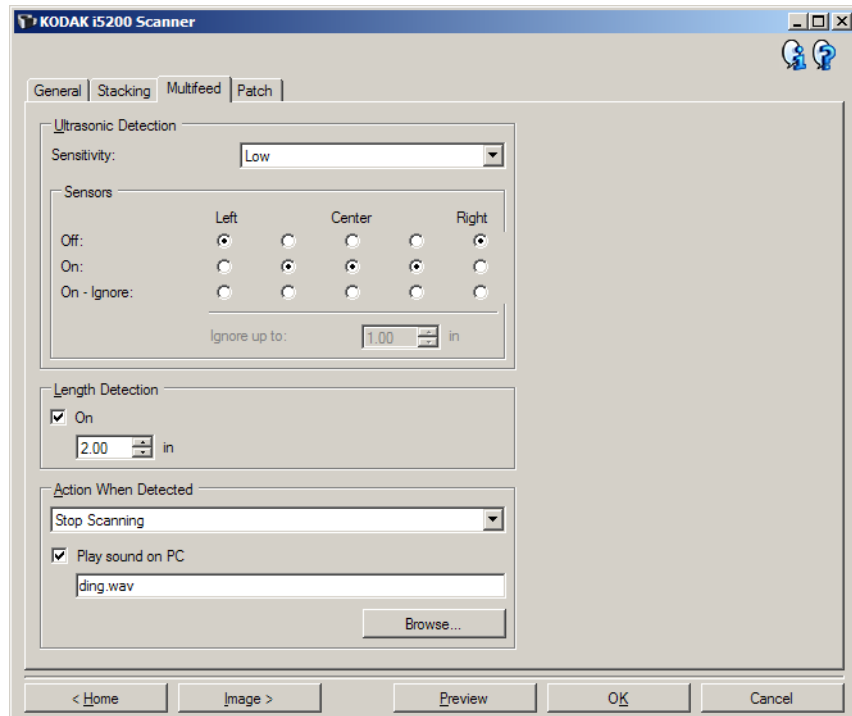 KODAK i5200 Scanner
General Stacking Multifeed Patch
Ultrasonic Detection
Sensitivity: Low
Sensors
Left Center Right
Off:
On:
On - Ignore:
Ignore up to: 1.00 in
Length Detection
On
2.00 in
Action When Detected
Stop Scanning
Play sound on PC
ding.wav
Browse...
< Home Image > Preview OK Cancel